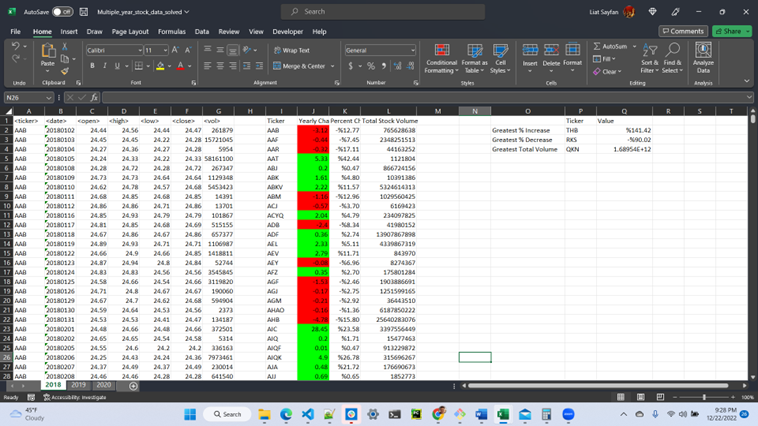 AutoSave Off Multiple_year_stock_data_solved Search Liat Sayfan
File Home Insert Draw Page Layout Formulas Data Review View Developer Help Comments Share
Paste Calibri 11 Wrap Text General Conditional Formatting Format as Table Cell Styles Insert Delete Format AutoSum Fill Clear Sort & Filter Find & Select Analyze Data
Merge & Center
Undo Clipboard Font Alignment Number Styles Cells Editing Analysis
N26 fx
A B C D E F G H I J K L M N O P Q R S T
1 <ticker> <date> <open> <high> <low> <close> <vol> Ticker Yearly Cha Percent Ch Total Stock Volume Ticker Value
2 AAB 20180102 24.44 24.56 24.44 24.47 261879 AAB -%12.77 765628638 Greatest % Increase THB %141.42
3 AAB 20180103 24.45 24.45 24.22 24.28 15721045 AAF -%7.45 2348251513 Greatest % Decrease RKS -%90.02
4 AAB 20180104 24.27 24.36 24.27 24.28 5954 AAR -%17.11 44163252 Greatest Total Volume QKN 1.68954E+12
5 AAB 20180105 24.24 24.33 24.22 24.33 58161100 AAT 5.33 %42.44 1121804
6 AAB 20180108 24.28 24.72 24.28 24.72 267347 ABJ 0.2 %0.47 866724156
7 AAB 20180109 24.73 24.73 24.64 24.64 1129348 ABK 1.61 %4.80 10391386
8 AAB 20180110 24.62 24.78 24.57 24.68 5453423 ABKV 2.22 %11.57 5324614313
9 AAB 20180111 24.68 24.85 24.68 24.85 14391 ABM %12.96 1029560425
10 AAB 20180112 24.86 24.86 24.71 24.86 13701 ACJ -%3.70 6169423
11 AAB 20180116 24.85 24.93 24.79 24.79 101867 ACYQ 2.04 %4.79 234097825
12 AAB 20180117 24.81 24.85 24.68 24.69 515155 ADB -%8.34 41980152
13 AAB 20180118 24.67 24.86 24.67 24.86 657377 ADF 0.36 %2.74 13907867898
14 AAB 20180119 24.89 24.93 24.71 24.71 1106987 AEL 2.33 %5.11 4339867319
15 AAB 20180122 24.66 24.9 24.66 24.85 1418811 AEV 2.79 %11.71 843970
16 AAB 20180123 24.87 24.94 24.8 24.84 52744 AEY -%6.96 8274367
17 AAB 20180124 24.83 24.83 24.56 24.56 3545845 AFZ 0.35 %2.70 175801284
18 AAB 20180125 24.58 24.66 24.54 24.66 3119820 AGF -%2.46 1903886691
19 AAB 20180126 24.71 24.8 24.67 24.67 190060 AGJ -%2.75 1251599165
20 AAB 20180129 24.67 24.7 24.62 24.68 594904 AGM -%2.92 36443510
21 AAB 20180130 24.59 24.64 24.53 24.56 2373 AHAO -%1.36 6187850222
22 AAB 20180131 24.53 24.53 24.41 24.47 134187 AHB -%15.80 25640283076
23 AAB 20180201 24.48 24.66 24.48 24.66 372501 AIC 28.45 %23.58 3397556449
24 AAB 20180202 24.65 24.65 24.54 24.58 5314 AIQ 0.2 %1.71 15477463
25 AAB 20180205 24.55 24.6 24.2 24.2 336163 AIQF 0.01 %0.47 913229872
26 AAB 20180206 24.25 24.43 24.24 24.36 7973461 AIQK 4.9 %26.78 315696267
27 AAB 20180207 24.37 24.49 24.37 24.49 230014 AJA 0.48 %21.72 176690673
28 AAB 20180208 24.46 24.46 24.28 24.28 641540 AJJ 0.69 %0.65 1852773
2018 2019 2020
Ready Accessibility: Investigate 100%
45°F Cloudy Search 9:28 PM 12/22/2022